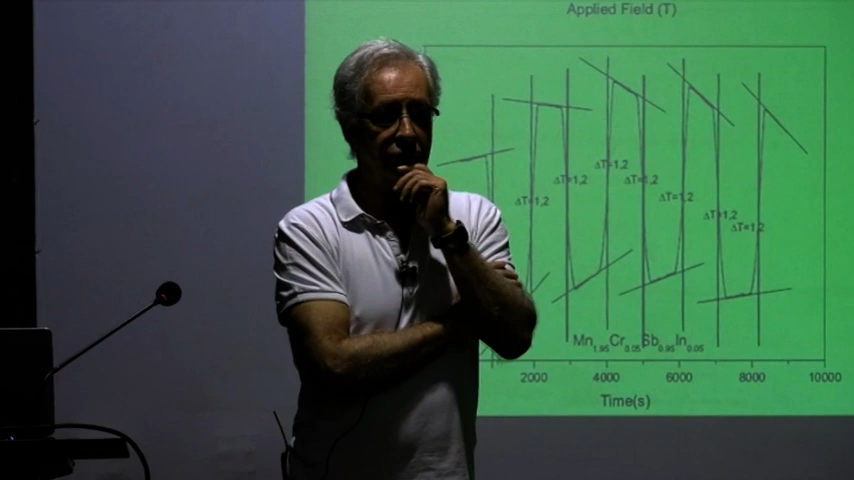 Applied Field (T)
ΔT=1,2
ΔT=1,2
ΔT=1,2
ΔT=1,2
ΔT=1,2
ΔT=1,2
ΔT=1,2
Mn1.95Cr0.05Sb0.95In0.05
2000 4000 6000 8000 10000
Time(s)